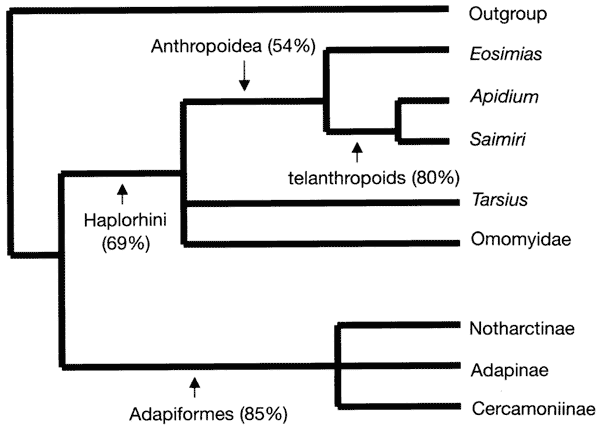 Outgroup
Anthropoidea (54%)
Eosimias
Apidium
Saimiri
telanthropoids (80%)
Tarsius
Haplorhini
(69%)
Omomyidae
Notharctinae
Adapinae
Adapiformes (85%)
Cercamoniinae